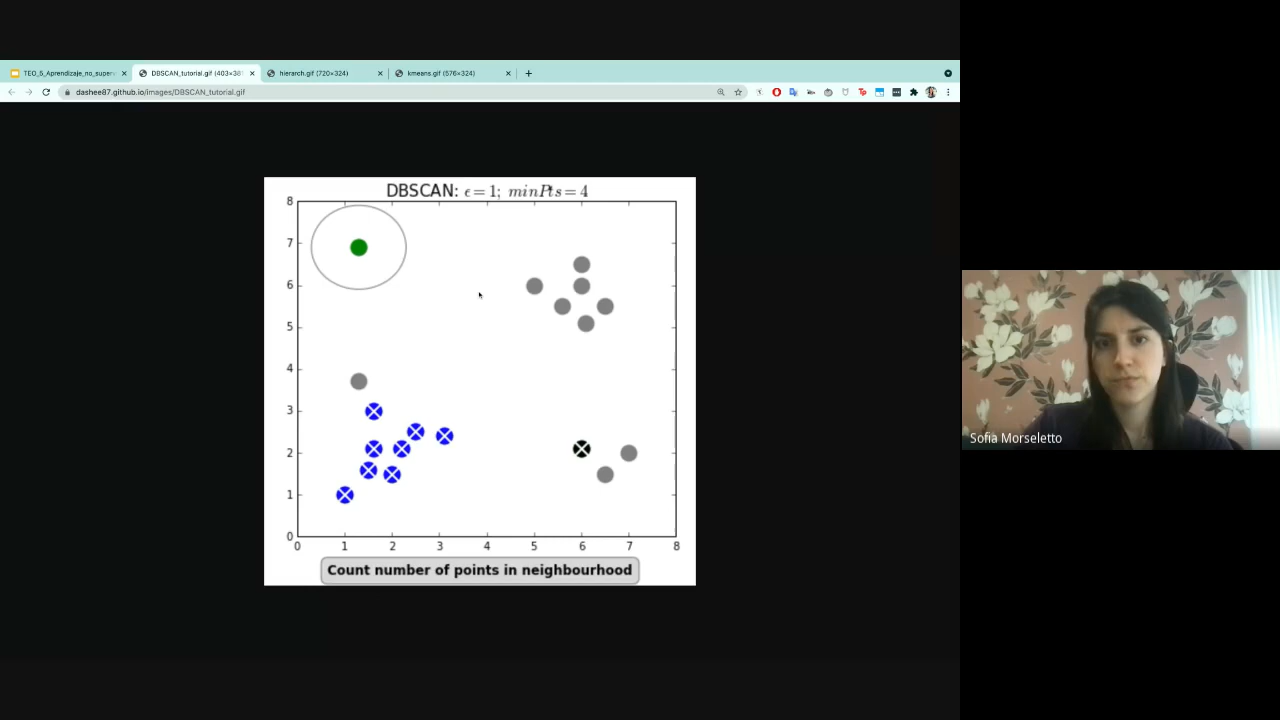 TEO_5_Aprendizaje_no_superv
DBSCAN_tutorial.gif (403×38
hierarch.gif (720×324)
kmeans.gif (576×324)
dashee87.github.io/images/DBSCAN_tutorial.gif
DBSCAN: ϵ = 1; minPts = 4
8
7
6
5
4
3
2
1
0
0 1 2 3 4 5 6 7 8
Count number of points in neighbourhood
Sofia Morseletto